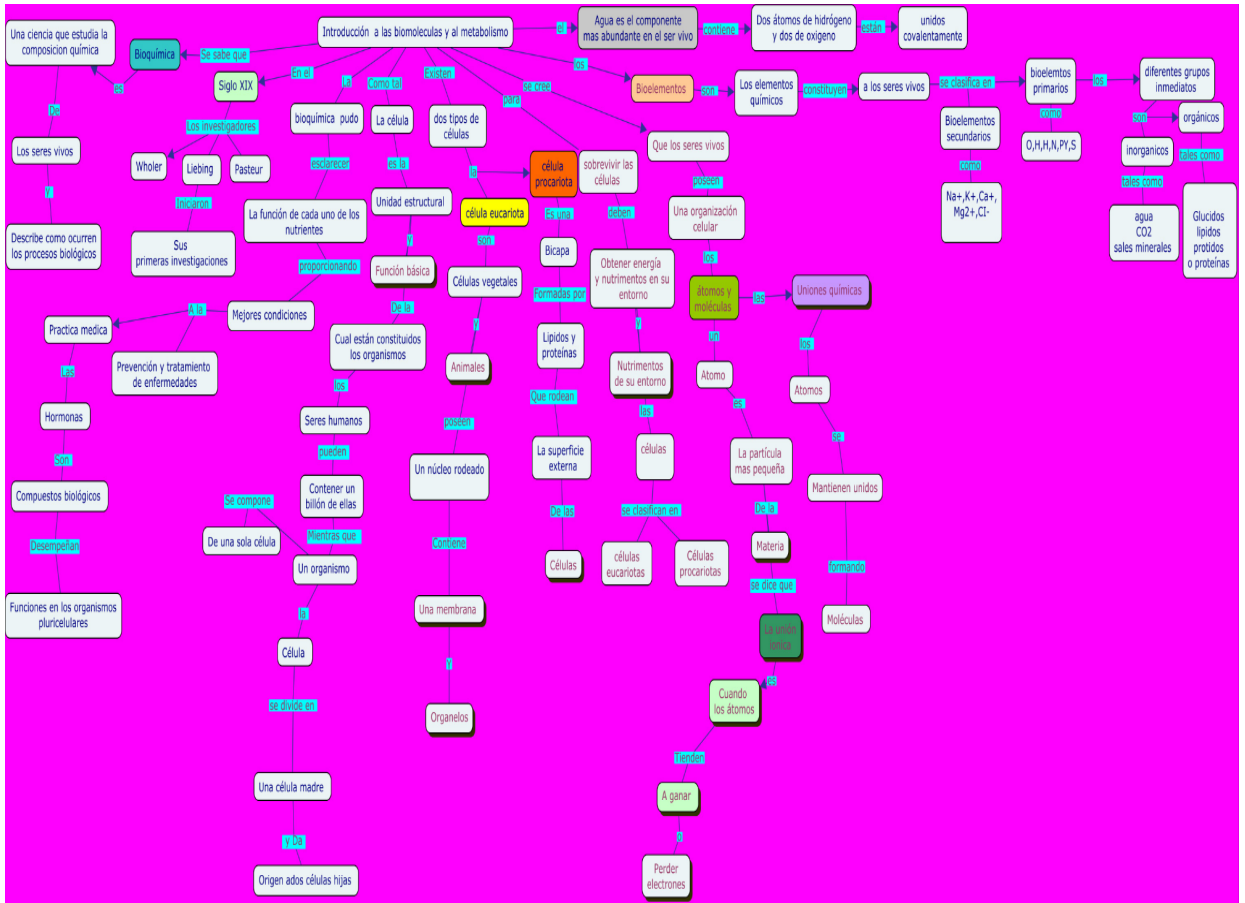 Introducción a las biomoleculas y al metabolismo
Se sabe que
Bioquímica
es
Una ciencia que estudia la
composicion química
De
Los seres vivos
y
Describe como ocurren
los procesos biológicos
En el
Siglo XIX
Los investigadores
Wholer
Liebing
Pasteur
Iniciaron
Sus
primeras investigaciones
La
bioquímica pudo
esclarecer
La función de cada uno de los
nutrientes
proporcionando
Mejores condiciones
A la
Practica medica
Prevención y tratamiento
de enfermedades
Las
Hormonas
Son
Compuestos biológicos
Desempeñan
Funciones en los organismos
pluricelulares
Como tal
La célula
es la
Unidad estructural
y
Función básica
De la
Cual están constituidos
los organismos
los
Seres humanos
pueden
Contener un
billón de ellas
Mientras que
Un organismo
Se compone
De una sola célula
la
Célula
se divide en
Una célula madre
y Da
Origen ados células hijas
Existen
dos tipos de
células
la
célula eucariota
son
Células vegetales
Y
Animales
poseen
Un núcleo rodeado
Contiene
Una membrana
Y
Organelos
célula
procariota
Es una
Bicapa
Formadas por
Lipidos y
proteínas
Que rodean
La superficie
externa
De las
Células
para
sobrevivir las
células
deben
Obtener energía
y nutrimentos en su
entorno
Y
Nutrimentos
de su entorno
las
células
se clasifican en
células
eucariotas
Células
procariotas
se cree
Que los seres vivos
poseen
Una organización
celular
los
átomos y
moléculas
un
Atomo
es
La partícula
mas pequeña
De la
Materia
se dice que
La unión
ionica
es
Cuando
los átomos
Tienden
A ganar
o
Perder
electrones
las
Uniones químicas
los
Atomos
se
Mantienen unidos
formando
Moléculas
los
Bioelementos
son
Los elementos
químicos
constituyen
a los seres vivos
se clasifica en
Bioelementos
secundarios
como
Na+,K+,Ca+,
Mg2+,CI-
bioelemtos
primarios
como
O,H,H,N,PY,S
los
diferentes grupos
inmediatos
son
inorganicos
tales como
agua
CO2
sales minerales
orgánicos
tales como
Glucidos
lipidos
protidos
o proteínas
el
Agua es el componente
mas abundante en el ser vivo
contiene
Dos átomos de hidrógeno
y dos de oxigeno
están
unidos
covalentamente